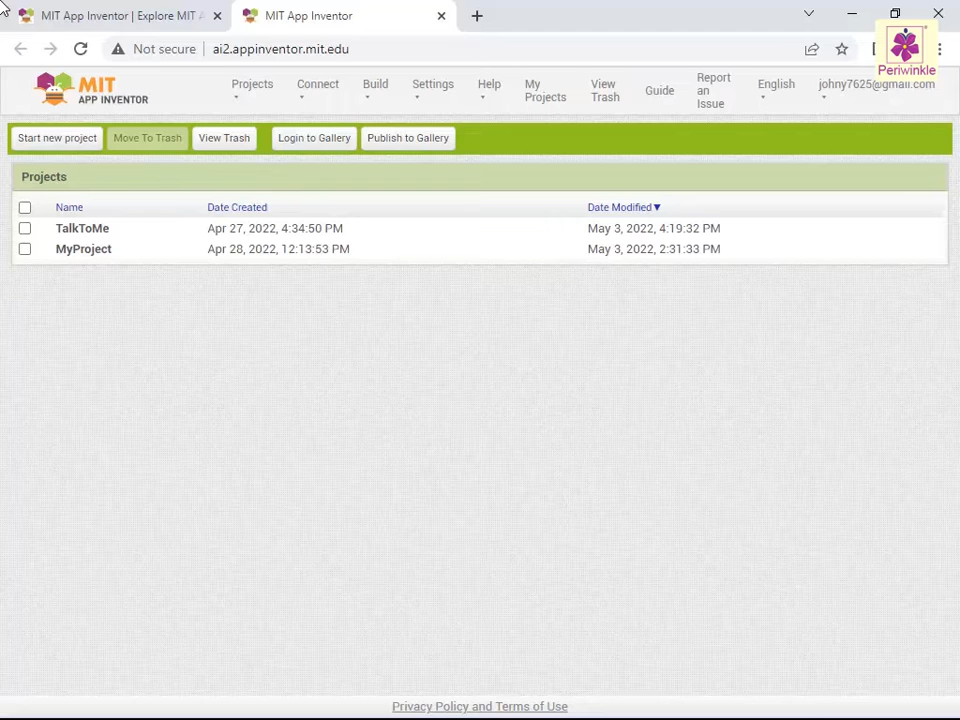 MIT App Inventor | Explore MIT A
MIT App Inventor
Not secure | ai2.appinventor.mit.edu
Periwinkle
MIT
APP INVENTOR
Projects
Connect
Build
Settings
Help
My
Projects
View
Trash
Guide
Report
an
Issue
English
johny7625@gmail.com
Start new project
Move To Trash
View Trash
Login to Gallery
Publish to Gallery
Projects
Name Date Created Date Modified▼
TalkToMe Apr 27, 2022, 4:34:50 PM May 3, 2022, 4:19:32 PM
MyProject Apr 28, 2022, 12:13:53 PM May 3, 2022, 2:31:33 PM
Privacy Policy and Terms of Use